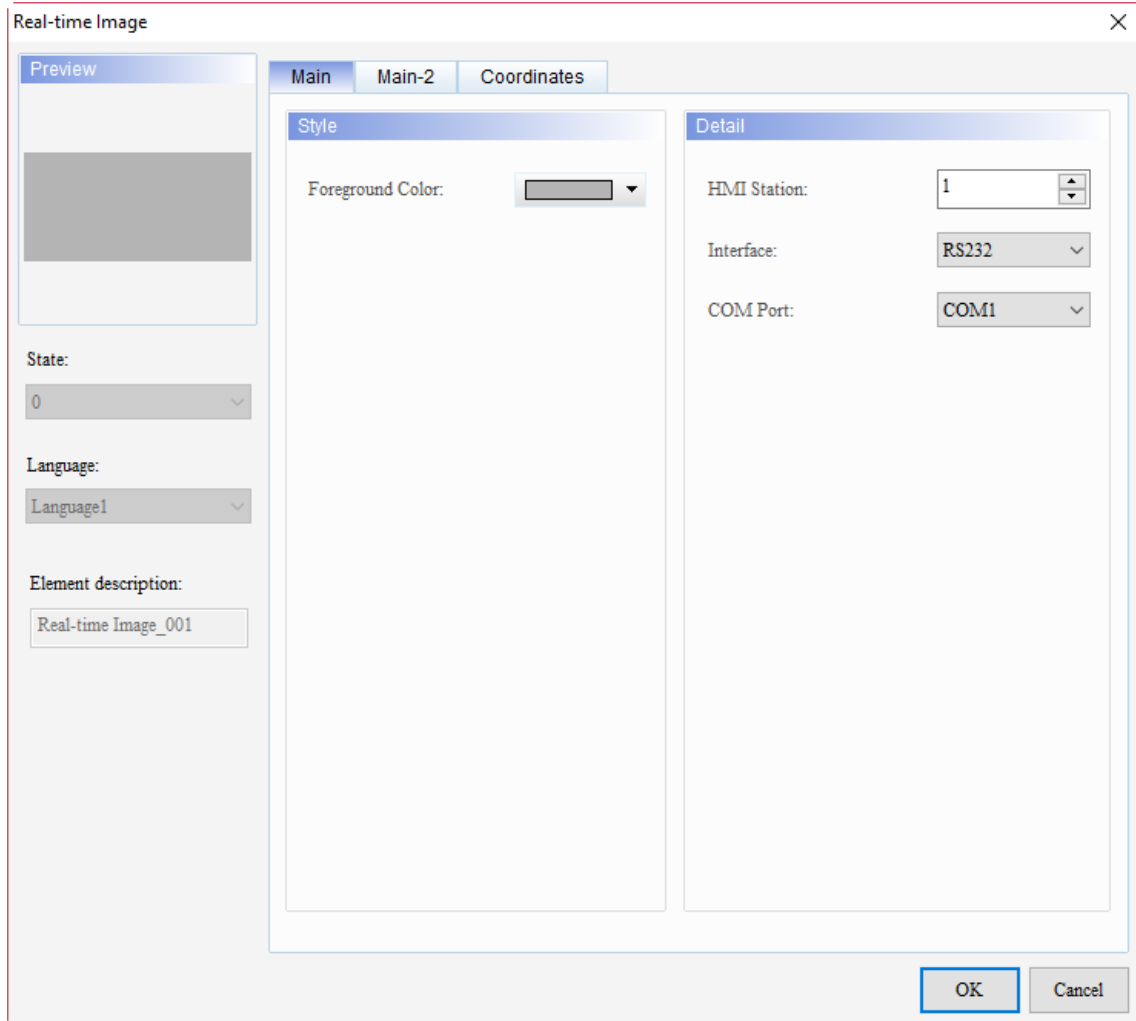 Real-time Image
Preview
Main
Main-2
Coordinates
Style
Foreground Color:
Detail
HMI Station:
1
Interface:
RS232
COM Port:
COM1
State:
0
Language:
Language1
Element description:
Real-time Image_001
OK
Cancel